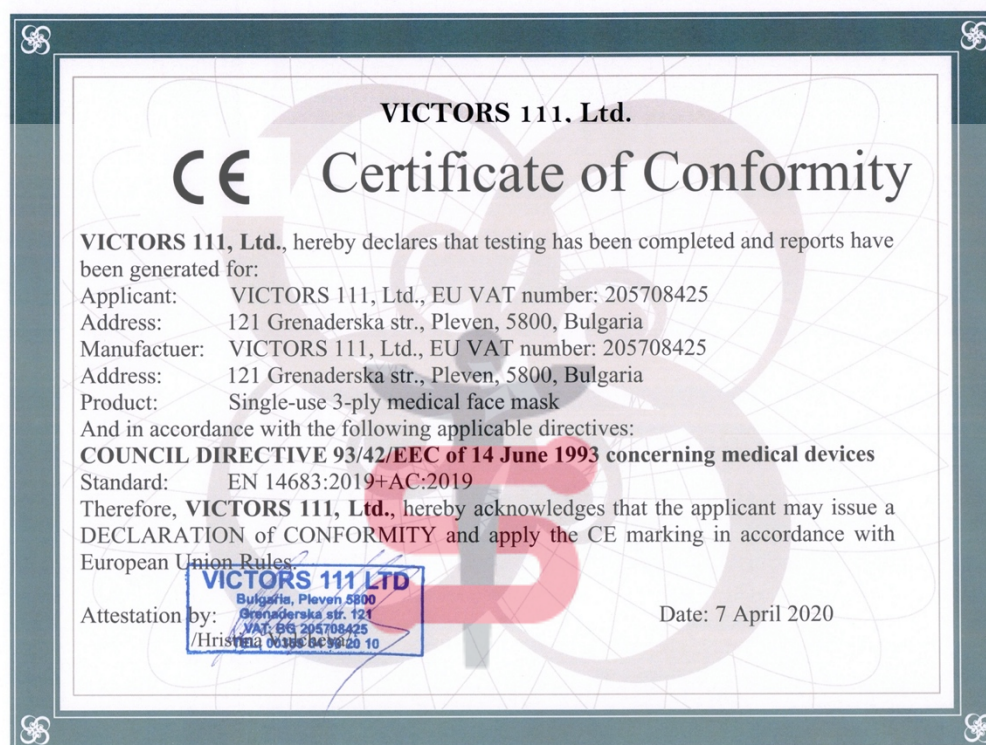 VICTORS 111, Ltd.
CE Certificate of Conformity
VICTORS 111, Ltd., hereby declares that testing has been completed and reports have
been generated for:
Applicant: VICTORS 111, Ltd., EU VAT number: 205708425
Address: 121 Grenaderska str., Pleven, 5800, Bulgaria
Manufactuer: VICTORS 111, Ltd., EU VAT number: 205708425
Address: 121 Grenaderska str., Pleven, 5800, Bulgaria
Product: Single-use 3-ply medical face mask
And in accordance with the following applicable directives:
COUNCIL DIRECTIVE 93/42/EEC of 14 June 1993 concerning medical devices
Standard: EN 14683:2019+AC:2019
Therefore, VICTORS 111, Ltd., hereby acknowledges that the applicant may issue a
DECLARATION of CONFORMITY and apply the CE marking in accordance with
European Union Rules.
VICTORS 111 LTD
Bulgaria, Pleven 5800
Grenaderska str. 121
VAT: BG 205708425
Attestation by:
Date: 7 April 2020